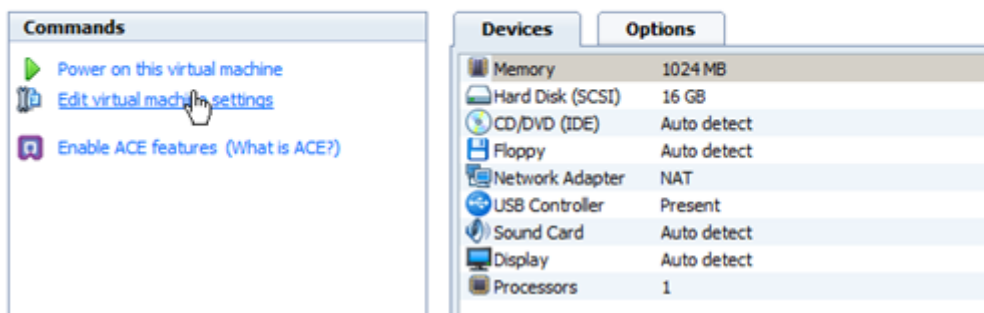 Commands
Power on this virtual machine
Edit virtual machine settings
Enable ACE features (What is ACE?)
Devices Options
Memory 1024 MB
Hard Disk (SCSI) 16 GB
CD/DVD (IDE) Auto detect
Floppy Auto detect
Network Adapter NAT
USB Controller Present
Sound Card Auto detect
Display Auto detect
Processors 1